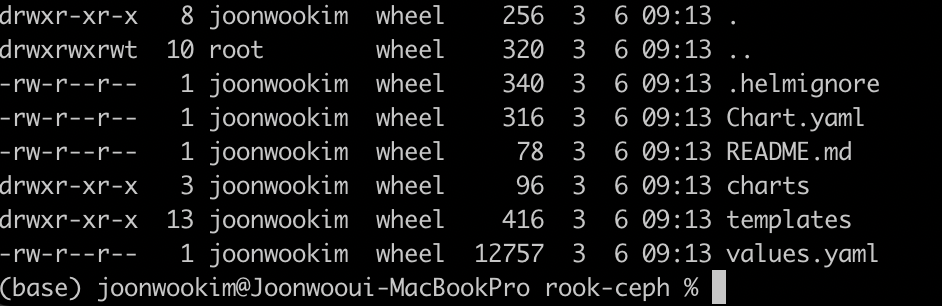 drwxr-xr-x   8 joonwookim  wheel    256  3  6 09:13 .
drwxrwxrwt  10 root        wheel    320  3  6 09:13 ..
-rw-r--r--   1 joonwookim  wheel    340  3  6 09:13 .helmignore
-rw-r--r--   1 joonwookim  wheel    316  3  6 09:13 Chart.yaml
-rw-r--r--   1 joonwookim  wheel     78  3  6 09:13 README.md
drwxr-xr-x   3 joonwookim  wheel     96  3  6 09:13 charts
drwxr-xr-x  13 joonwookim  wheel    416  3  6 09:13 templates
-rw-r--r--   1 joonwookim  wheel  12757  3  6 09:13 values.yaml
(base) joonwookim@Joonwooui-MacBookPro rook-ceph %